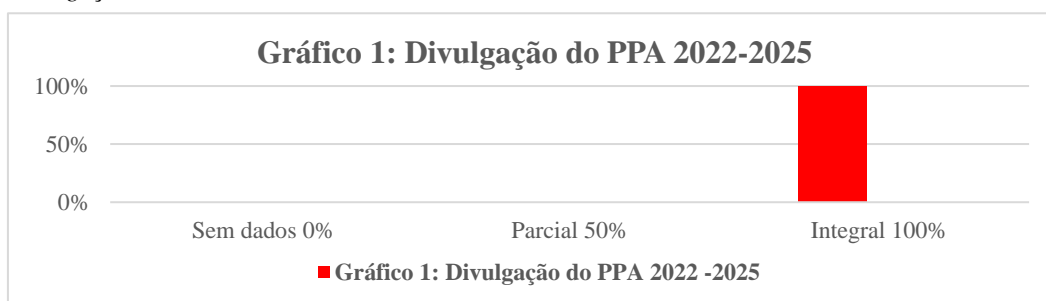 Gráfico 1: Divulgação do PPA 2022-2025
100%
50%
0%
Sem dados 0%
Parcial 50%
Integral 100%
Gráfico 1: Divulgação do PPA 2022 -2025